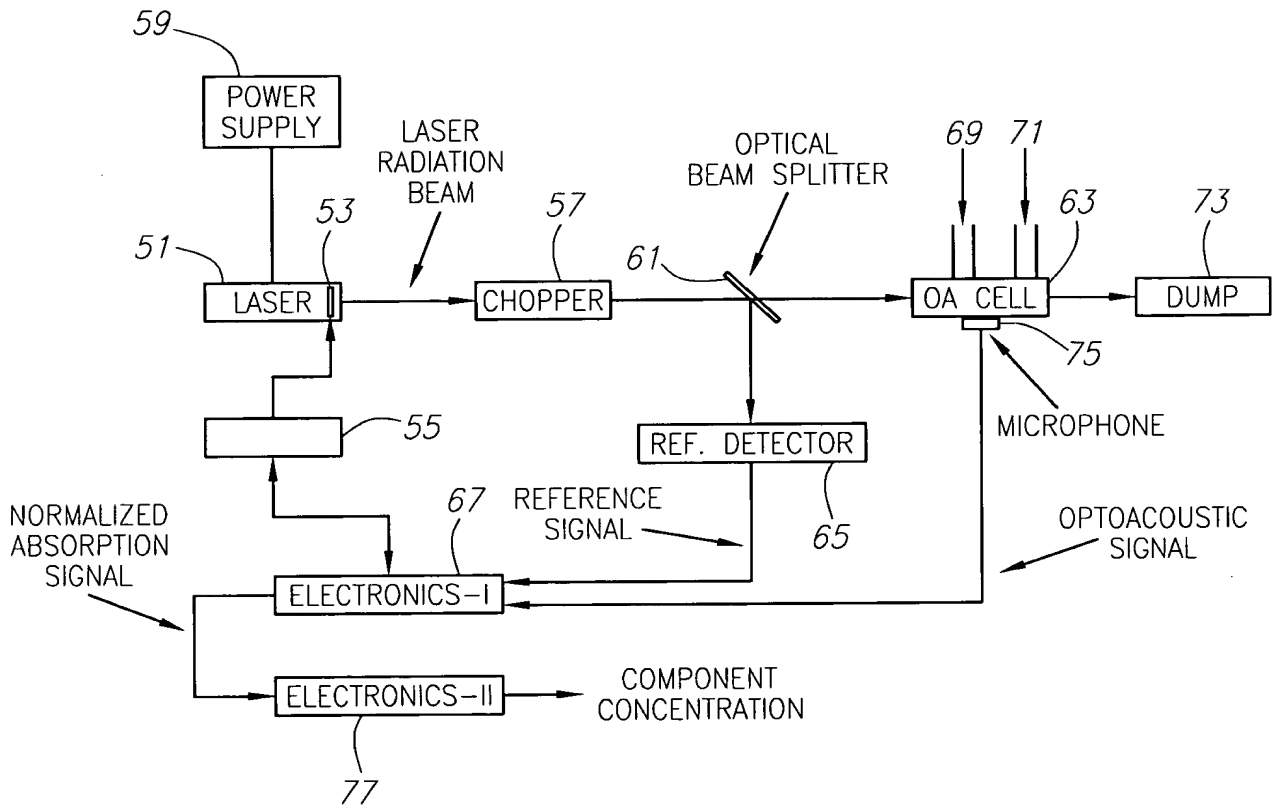 59
POWER
SUPPLY
LASER
RADIATION
BEAM
OPTICAL
BEAM SPLITTER
69
71
51
53
57
61
63
73
LASER
CHOPPER
OA CELL
DUMP
75
MICROPHONE
55
REF. DETECTOR
65
NORMALIZED
ABSORPTION
SIGNAL
67
REFERENCE
SIGNAL
OPTOACOUSTIC
SIGNAL
ELECTRONICS-I
ELECTRONICS-II
COMPONENT
CONCENTRATION
77